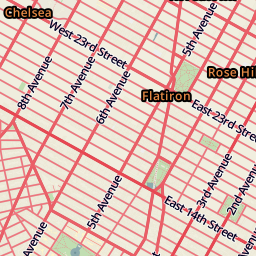 Chelsea
West 23rd Street
5th Avenue
Rose Hi
8th Avenue
7th Avenue
6th Avenue
Flatiron
East 23rd Stre
5th Avenue
3rd Avenue
2nd Avenue
East 14th Street
Avenue